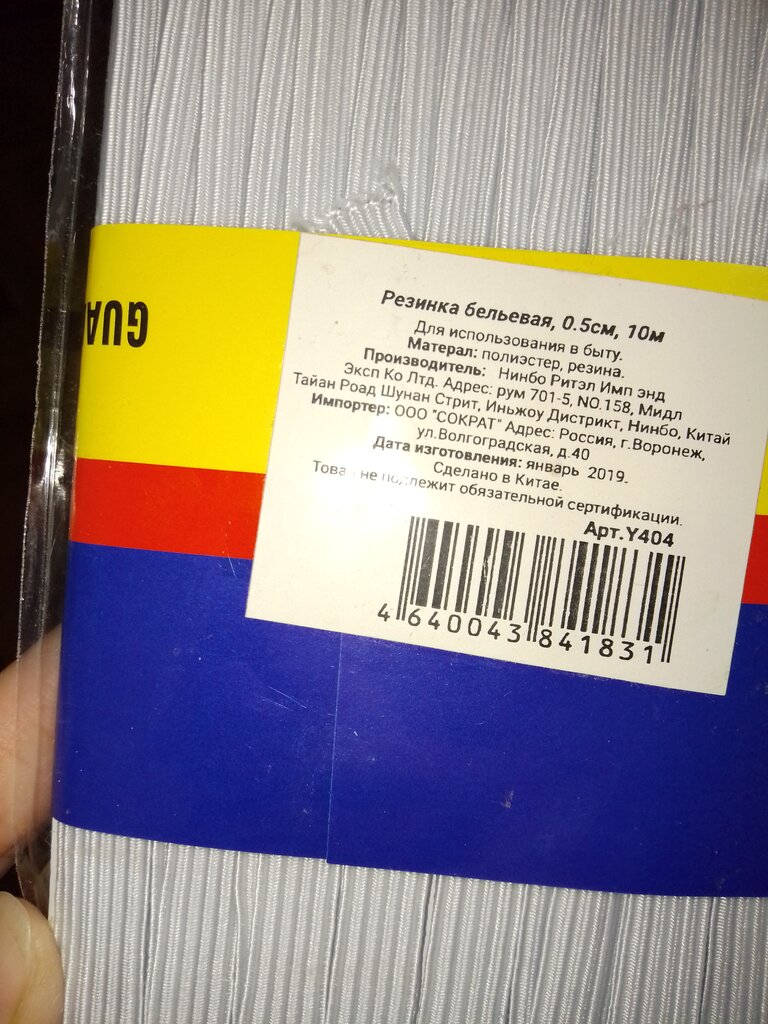 GUA
Резинка бельевая, 0.5см, 10м
Для использования в быту.
Матерал: полиэстер, резина.
Производитель: Нинбо Ритэл Имп энд
Эксп Ко Лтд. Адрес: рум 701-5, NO.158, Мидл
Тайан Роад Шунан Стрит, Иньжоу Дистрикт, Нинбо, Китай
Импортер: ООО "СОКРАТ" Адрес: Россия, г.Воронеж,
ул.Волгоградская, д.40
Дата изготовления: январь 2019.
Сделано в Китае.
Товар не подлежит обязательной сертификации.
Арт.Y404
4 640043 841831